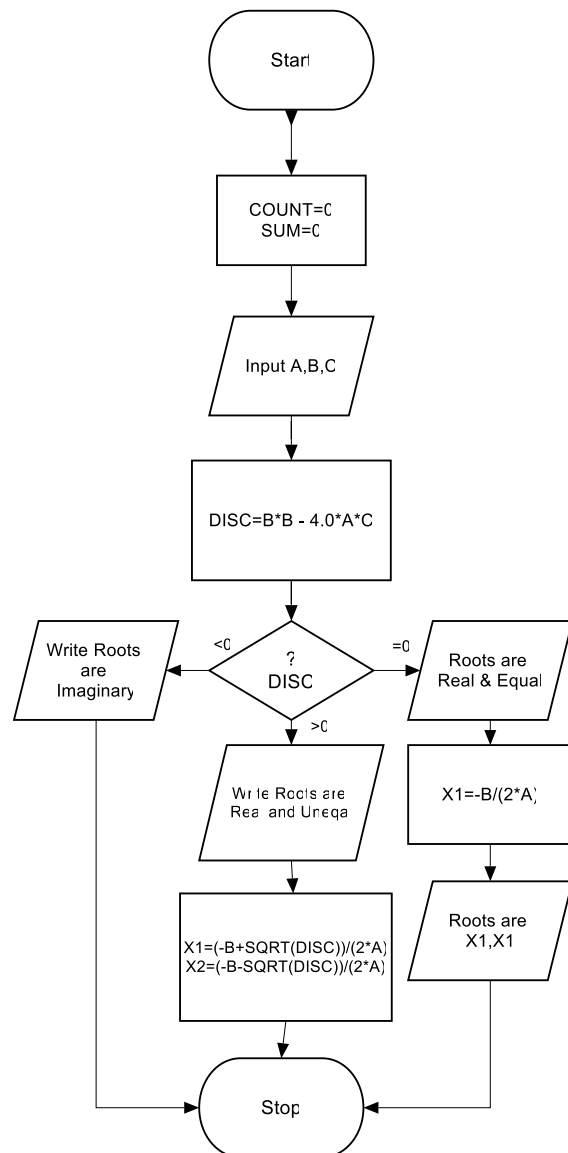 Start
COUNT=0
SUM=0
Input A,B,C
DISC=B*B - 4.0*A*C
<0
?
DISC
=0
>0
Write Roots
are
Imaginary
Roots are
Real & Equal
Write Roots are
Real and Unequa
X1=-B/(2*A)
X1=(-B+SQRT(DISC))/(2*A)
X2=(-B-SQRT(DISC))/(2*A)
Roots are
X1,X1
Stop